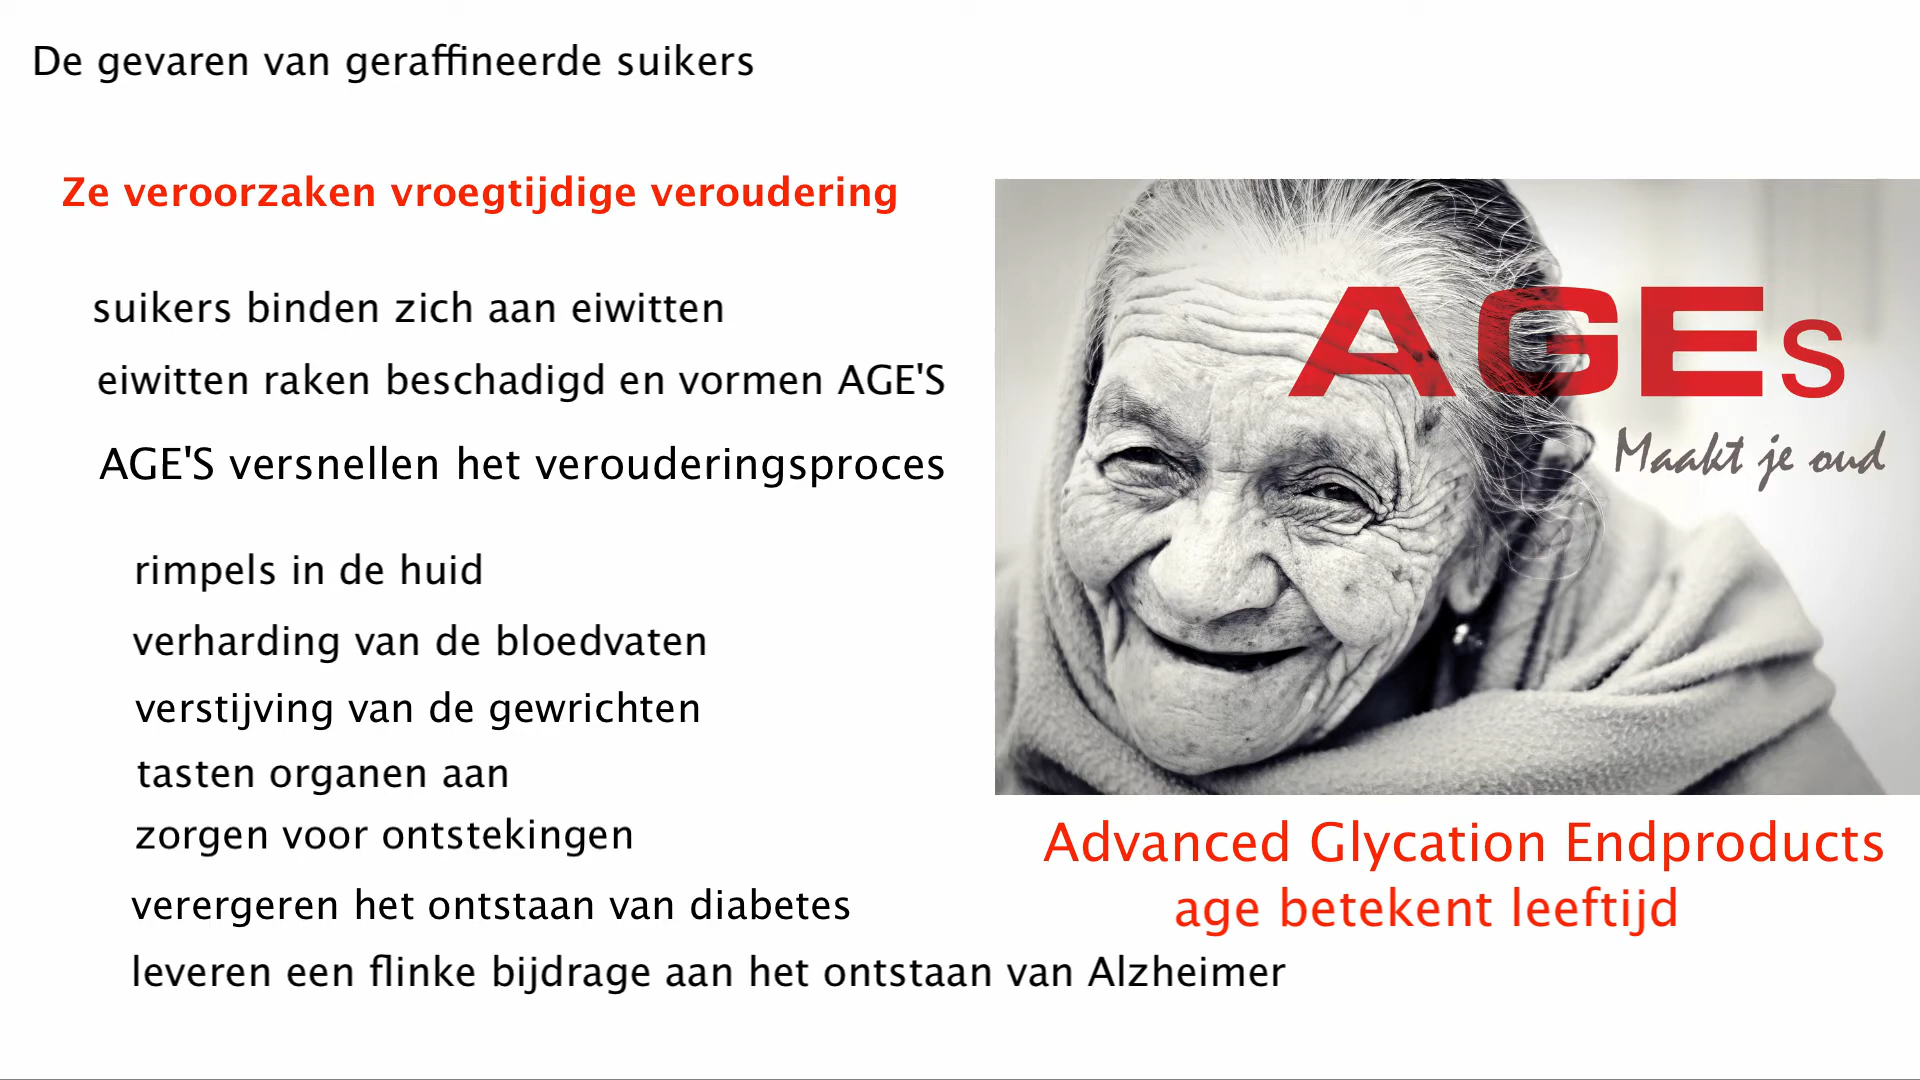 De gevaren van geraffineerde suikers
Ze veroorzaken vroegtijdige veroudering
suikers binden zich aan eiwitten
eiwitten raken beschadigd en vormen AGE'S
AGE'S versnellen het verouderingsproces
rimpels in de huid
verharding van de bloedvaten
verstijving van de gewrichten
tasten organen aan
zorgen voor ontstekingen
verergeren het ontstaan van diabetes
leveren een flinke bijdrage aan het ontstaan van Alzheimer
AGEs
Maakt je oud
Advanced Glycation Endproducts
age betekent leeftijd